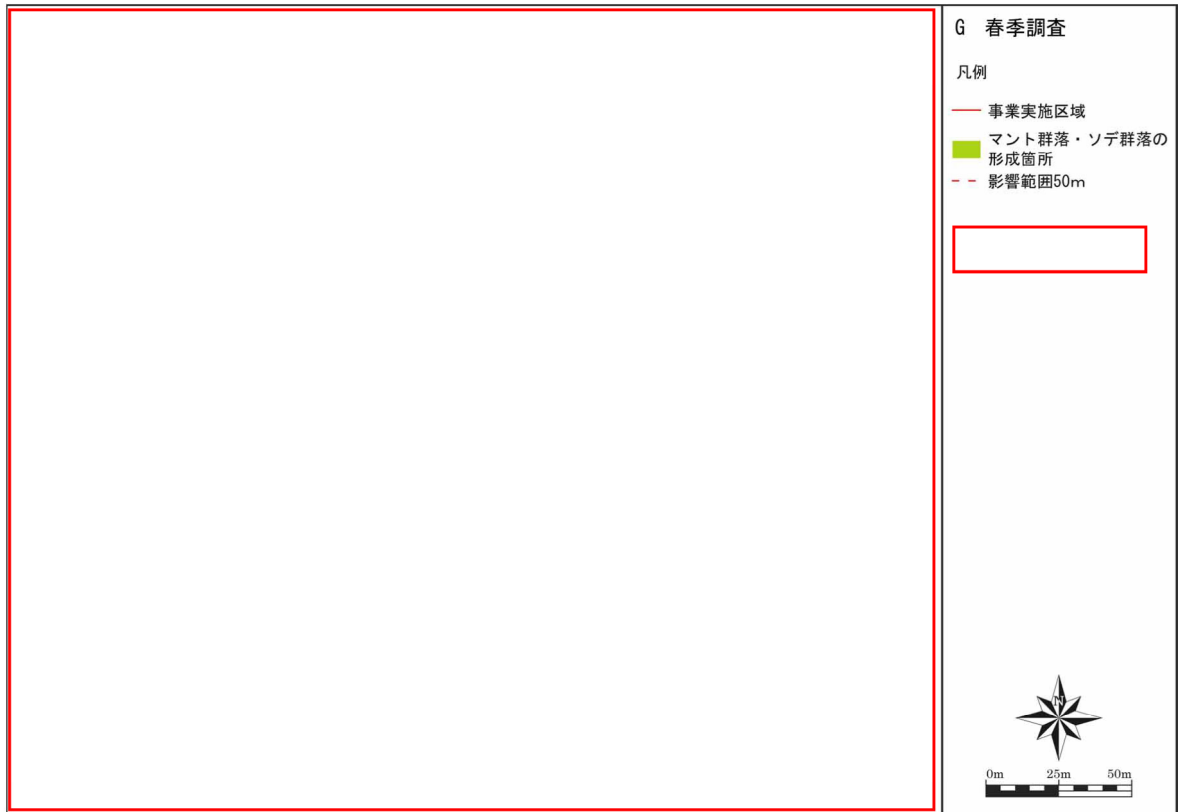 G 春季調査
凡例
事業実施区域
マント群落・ソデ群落の
形成箇所
影響範囲50m
N
0m 25m 50m